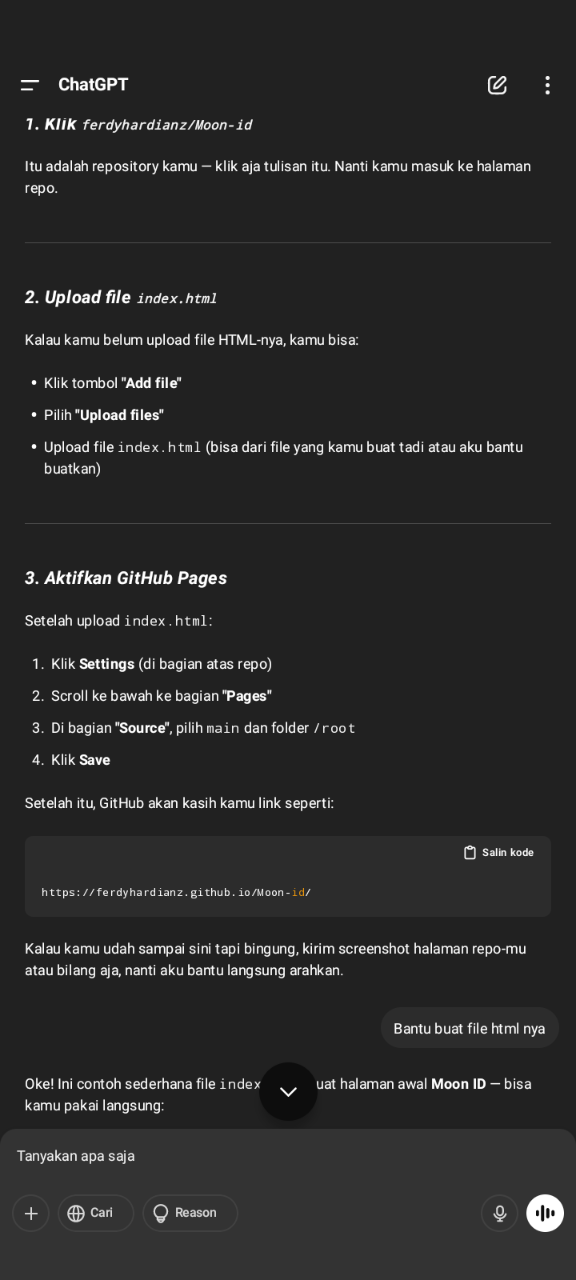 ChatGPT
1. Klik ferdyhardianz/Moon-id
Itu adalah repository kamu — klik aja tulisan itu. Nanti kamu masuk ke halaman
repo.
2. Upload file index.html
Kalau kamu belum upload file HTML-nya, kamu bisa:
• Klik tombol "Add file"
• Pilih "Upload files"
• Upload file index.html (bisa dari file yang kamu buat tadi atau aku bantu
buatkan)
3. Aktifkan GitHub Pages
Setelah upload index.html:
1. Klik Settings (di bagian atas repo)
2. Scroll ke bawah ke bagian "Pages"
3. Di bagian "Source", pilih main dan folder /root
4. Klik Save
Setelah itu, GitHub akan kasih kamu link seperti:
Salin kode
https://ferdyhardianz.github.io/Moon-id/
Kalau kamu udah sampai sini tapi bingung, kirim screenshot halaman repo-mu
atau bilang aja, nanti aku bantu langsung arahkan.
Bantu buat file html nya
Oke! Ini contoh sederhana file index uat halaman awal Moon ID — bisa
kamu pakai langsung:
Tanyakan apa saja
Cari
Reason